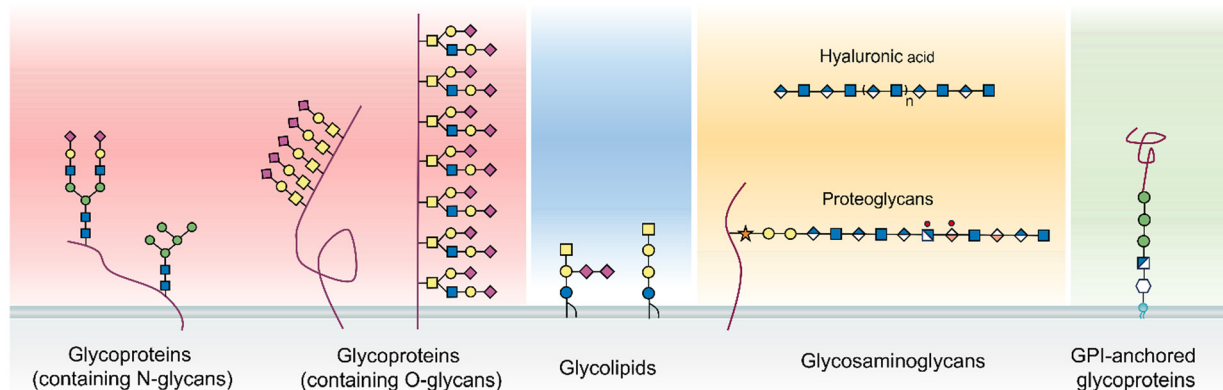 Hyaluronic acid
n
Proteoglycans
Glycoproteins
(containing N-glycans)
Glycoproteins
(containing O-glycans)
Glycolipids
Glycosaminoglycans
GPI-anchored
glycoproteins